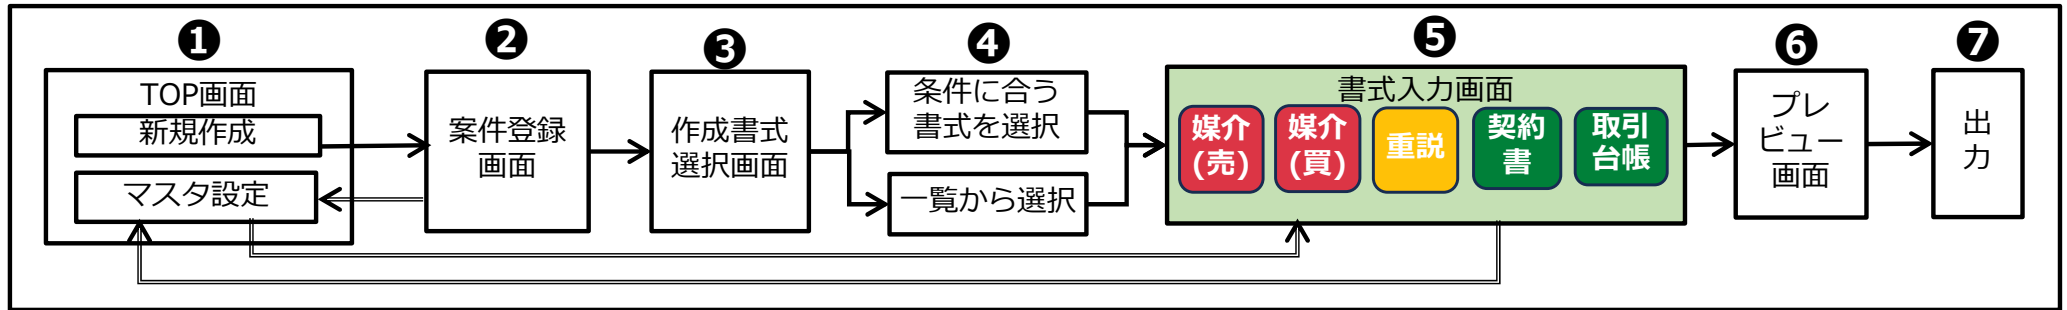 ❶
TOP画面
新規作成
マスタ設定
❷
案件登録
画面
❸
作成書式
選択画面
❹
条件に合う
書式を選択
一覧から選択
❺
書式入力画面
媒介
(売)
媒介
(買)
重説
契約
書
取引
台帳
❻
プレ
ビュー
画面
❼
出
力